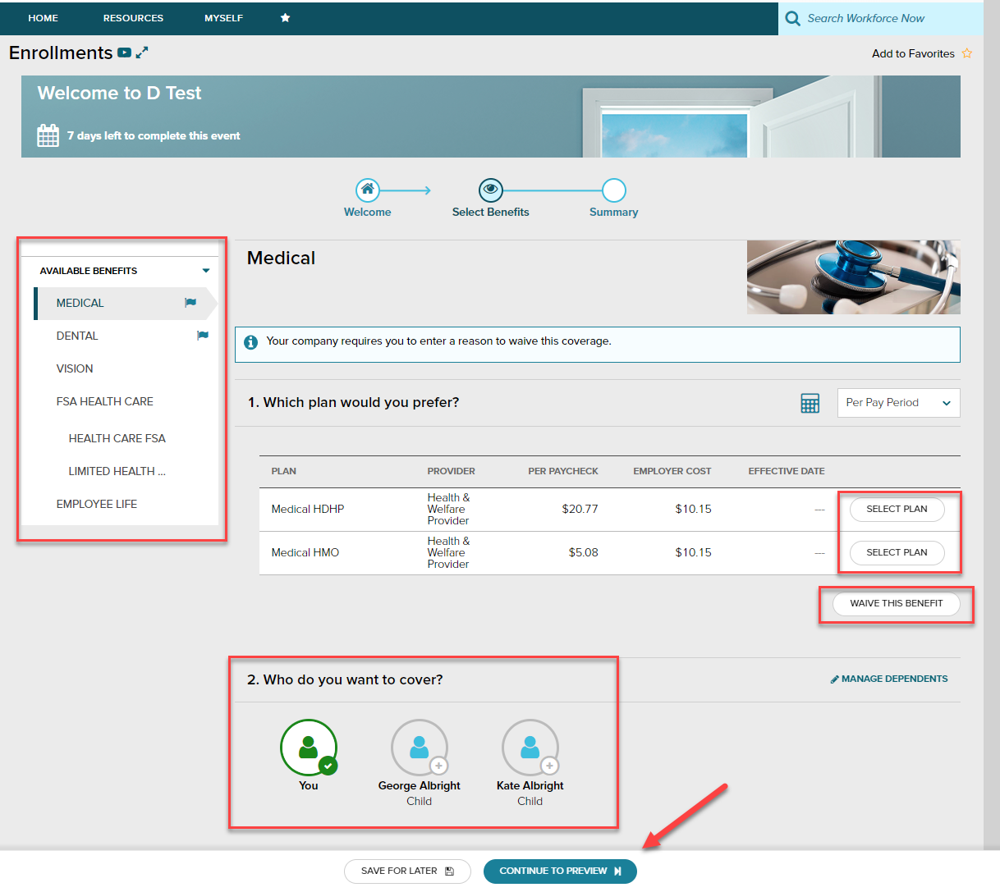 HOME RESOURCES MYSELF Search Workforce Now
Enrollments Add to Favorites
Welcome to D Test
7 days left to complete this event
Welcome Select Benefits Summary
AVAILABLE BENEFITS
MEDICAL
DENTAL
VISION
FSA HEALTH CARE
HEALTH CARE FSA
LIMITED HEALTH ...
EMPLOYEE LIFE
Medical
Your company requires you to enter a reason to waive this coverage.
1. Which plan would you prefer? Per Pay Period
PLAN PROVIDER PER PAYCHECK EMPLOYER COST EFFECTIVE DATE
Medical HDHP Health & Welfare Provider $20.77 $10.15 --- SELECT PLAN
Medical HMO Health & Welfare Provider $5.08 $10.15 --- SELECT PLAN
WAIVE THIS BENEFIT
2. Who do you want to cover? MANAGE DEPENDENTS
You George Albright Kate Albright
Child Child
SAVE FOR LATER CONTINUE TO PREVIEW